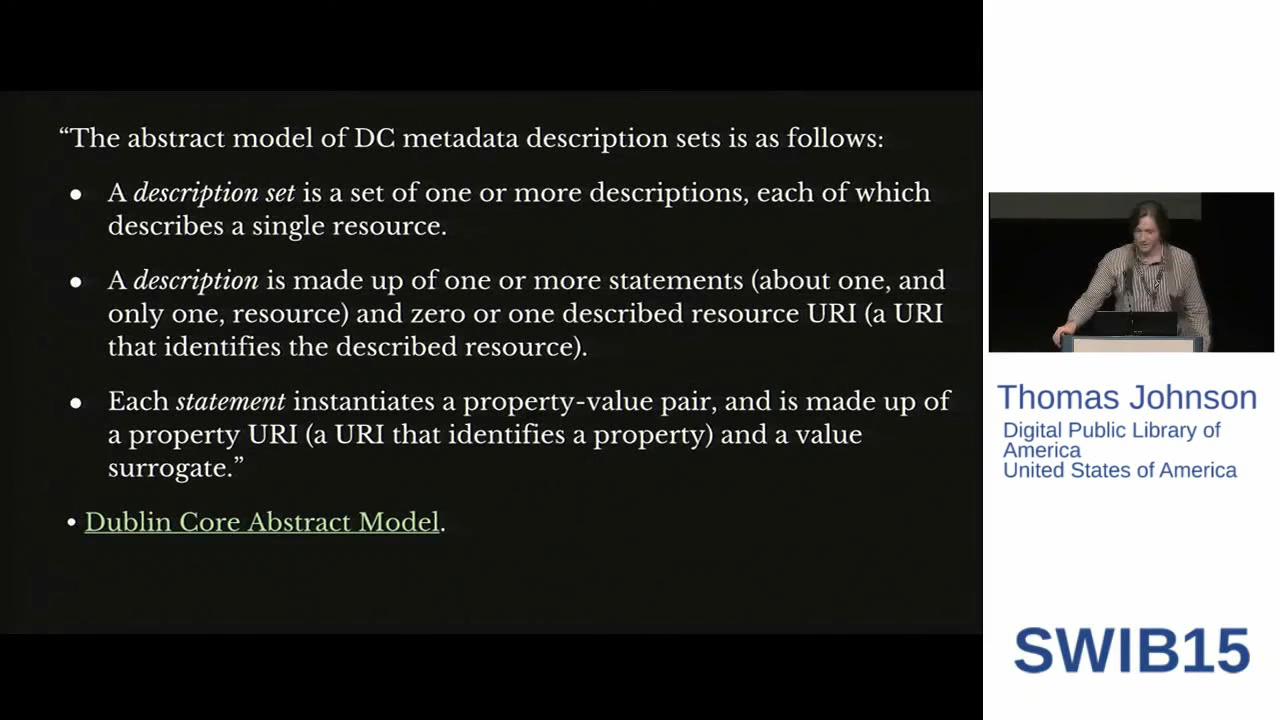 “The abstract model of DC metadata description sets is as follows:
● A description set is a set of one or more descriptions, each of which
describes a single resource.
● A description is made up of one or more statements (about one, and
only one, resource) and zero or one described resource URI (a URI
that identifies the described resource).
● Each statement instantiates a property-value pair, and is made up of
a property URI (a URI that identifies a property) and a value
surrogate.”
• Dublin Core Abstract Model.
Thomas Johnson
Digital Public Library of
America
United States of America
SWIB15